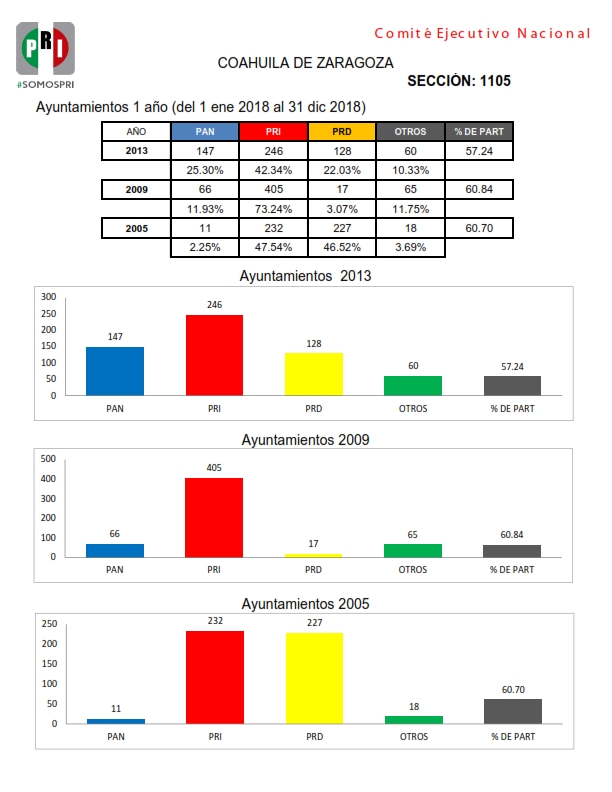 Comité Ejecutivo Nacional
PRI
#SOMOSPRI
COAHUILA DE ZARAGOZA
SECCIÓN: 1105
Ayuntamientos 1 año (del 1 ene 2018 al 31 dic 2018)
AÑO PAN PRI PRD OTROS % DE PART
2013 147 246 128 60 57.24
25.30% 42.34% 22.03% 10.33%
2009 66 405 17 65 60.84
11.93% 73.24% 3.07% 11.75%
2005 11 232 227 18 60.70
2.25% 47.54% 46.52% 3.69%
Ayuntamientos 2013
300
250
200
150
100
50
0
147 246 128 60 57.24
PAN PRI PRD OTROS % DE PART
Ayuntamientos 2009
500
400
300
200
100
0
66 405 17 65 60.84
PAN PRI PRD OTROS % DE PART
Ayuntamientos 2005
250
200
150
100
50
0
11 232 227 18 60.70
PAN PRI PRD OTROS % DE PART